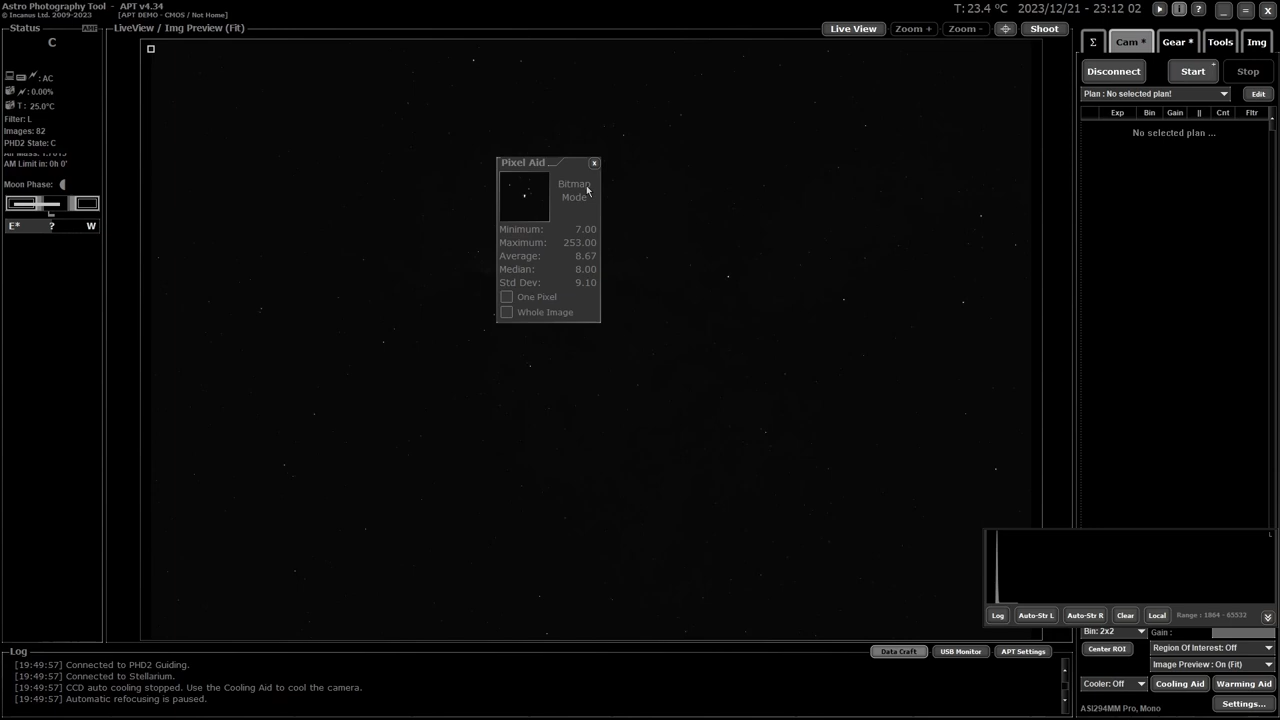 Astro Photography Tool - APT v4.34
© Incanus Ltd. 2009-2023 [APT DEMO - CMOS / Not Home]
T: 23.4 °C 2023/12/21 - 23:12 02
Status
AMF
C
: AC
: 0.00%
T : 25.0°C
Filter: L
Images: 82
PHD2 State: C
AM Limit in: 0h 0'
Moon Phase:
E* ? W
LiveView / Img Preview (Fit)
Live View Zoom + Zoom - Shoot
Pixel Aid x
Bitmap
Mode
Minimum: 7.00
Maximum: 253.00
Average: 8.67
Median: 8.00
Std Dev: 9.10
One Pixel
Whole Image
Σ Cam * Gear * Tools Img
Disconnect Start + Stop
Plan : No selected plan! Edit
Exp Bin Gain || Cnt Fltr
No selected plan ...
L
Log Auto-Str L Auto-Str R Clear Local Range : 1864 - 65532
Bin: 2x2 Gain :
Center ROI Region Of Interest: Off
Image Preview : On (Fit)
Cooler: Off Cooling Aid Warming Aid
ASI294MM Pro, Mono Settings...
Log
Data Craft USB Monitor APT Settings
[19:49:57] Connected to PHD2 Guiding.
[19:49:57] Connected to Stellarium.
[19:49:57] CCD auto cooling stopped. Use the Cooling Aid to cool the camera.
[19:49:57] Automatic refocusing is paused.